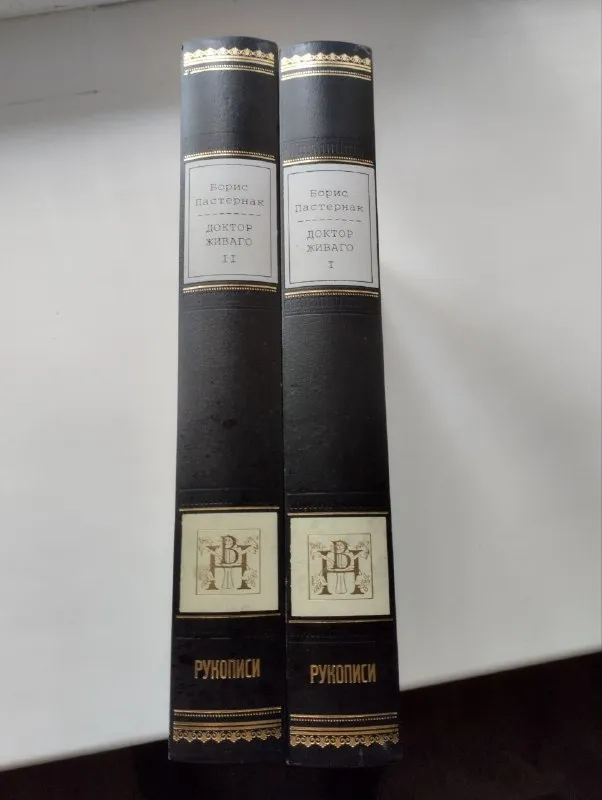 Борис
Пастернак
ДОКТОР
ЖИВАГО
II
РУКОПИСИ
Борис
Пастернак
ДОКТОР
ЖИВАГО
I
РУКОПИСИ